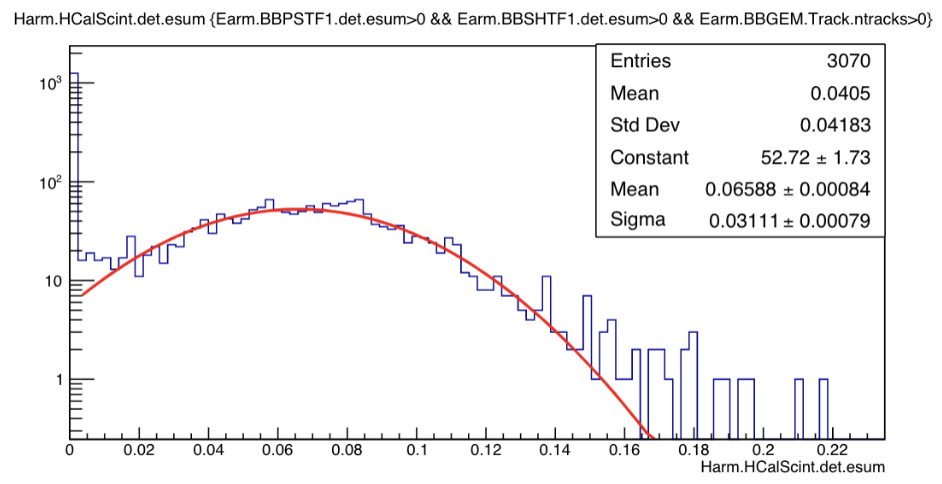 Harm.HCalScint.det.esum {Earm.BBPSTF1.det.esum>0 && Earm.BBSHTF1.det.esum>0 && Earm.BBGEM.Track.ntracks>0}
Entries 3070
Mean 0.0405
Std Dev 0.04183
Constant 52.72 ± 1.73
Mean 0.06588 ± 0.00084
Sigma 0.03111 ± 0.00079
10³
10²
10
1
0 0.02 0.04 0.06 0.08 0.1 0.12 0.14 0.16 0.18 0.2 0.22
Harm.HCalScint.det.esum